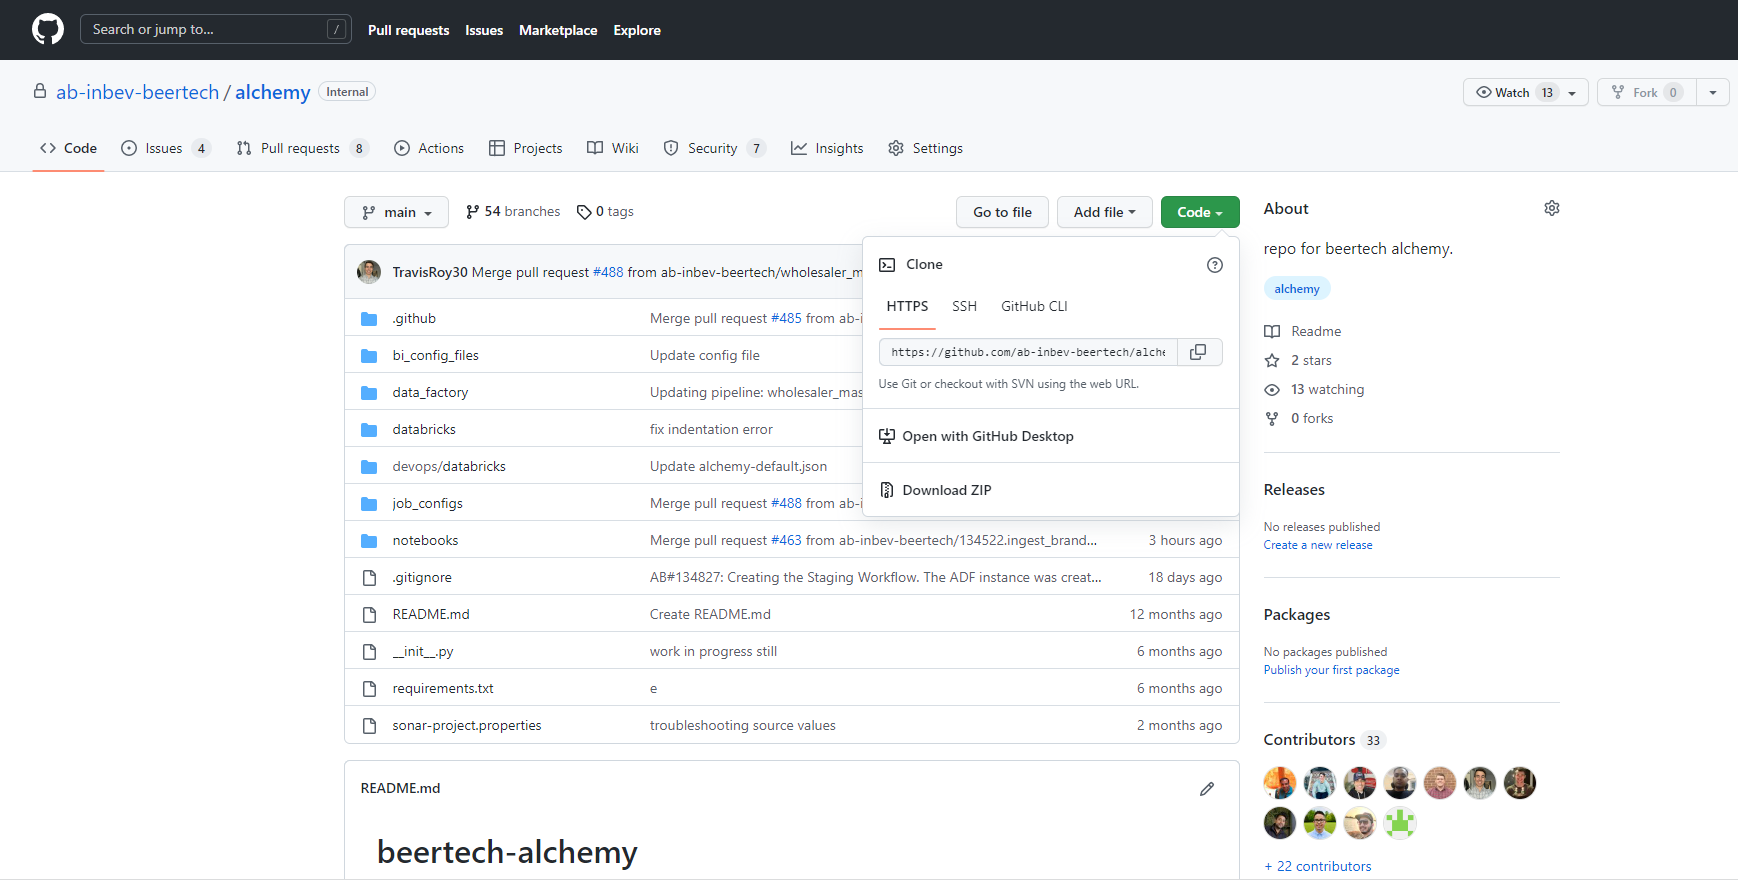 Search or jump to... /
Pull requests Issues Marketplace Explore
ab-inbev-beertech / alchemy Internal
Watch 13 Fork 0
Code Issues 4 Pull requests 8 Actions Projects Wiki Security 7 Insights Settings
main 54 branches 0 tags Go to file Add file Code
TravisRoy30 Merge pull request #488 from ab-inbev-beertech/wholesaler_m
.github Merge pull request #485 from ab-i
bi_config_files Update config file
data_factory Updating pipeline: wholesaler_mas
databricks fix indentation error
devops/databricks Update alchemy-default.json
job_configs Merge pull request #488 from ab-i
notebooks Merge pull request #463 from ab-inbev-beertech/134522.ingest_brand... 3 hours ago
.gitignore AB#134827: Creating the Staging Workflow. The ADF instance was creat... 18 days ago
README.md Create README.md 12 months ago
__init__.py work in progress still 6 months ago
requirements.txt e 6 months ago
sonar-project.properties troubleshooting source values 2 months ago
Clone
HTTPS SSH GitHub CLI
https://github.com/ab-inbev-beertech/alche
Use Git or checkout with SVN using the web URL.
Open with GitHub Desktop
Download ZIP
README.md
beertech-alchemy
About
repo for beertech alchemy.
alchemy
Readme
2 stars
13 watching
0 forks
Releases
No releases published
Create a new release
Packages
No packages published
Publish your first package
Contributors 33
+ 22 contributors